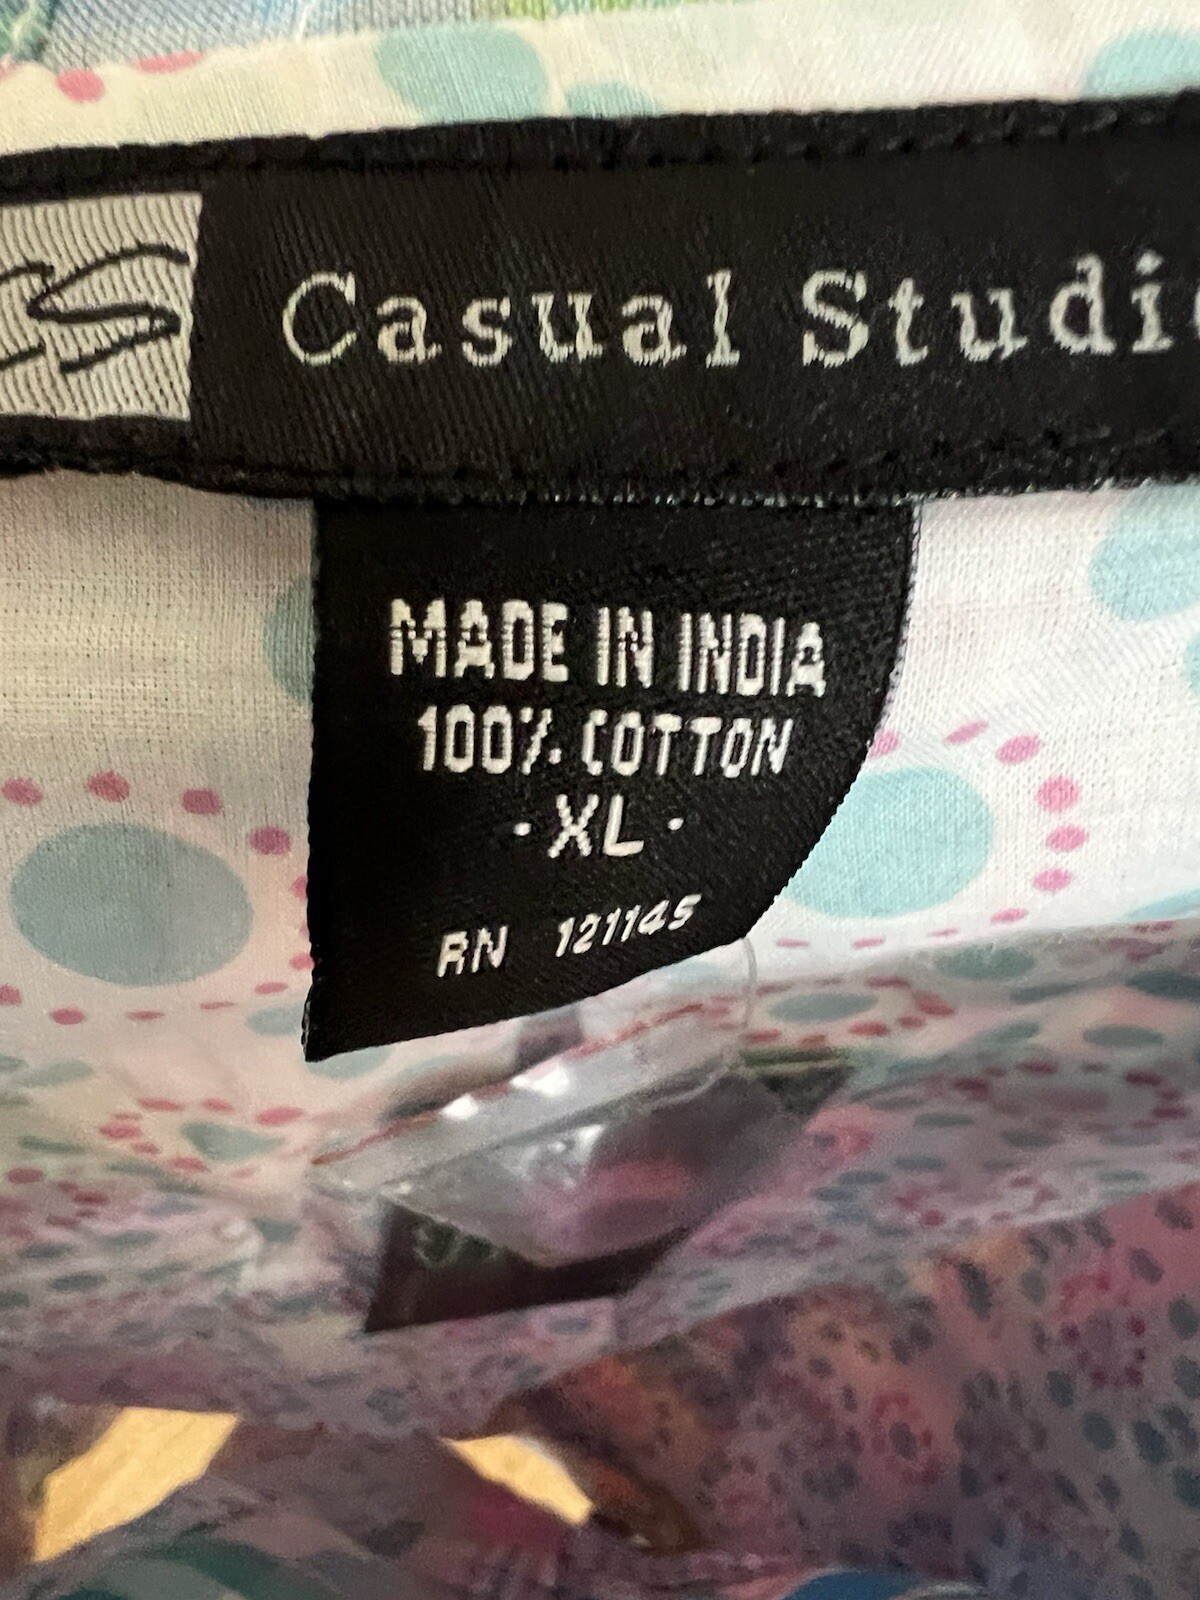 Casual Studi
MADE IN INDIA
100% COTTON
· XL ·
RN 121145